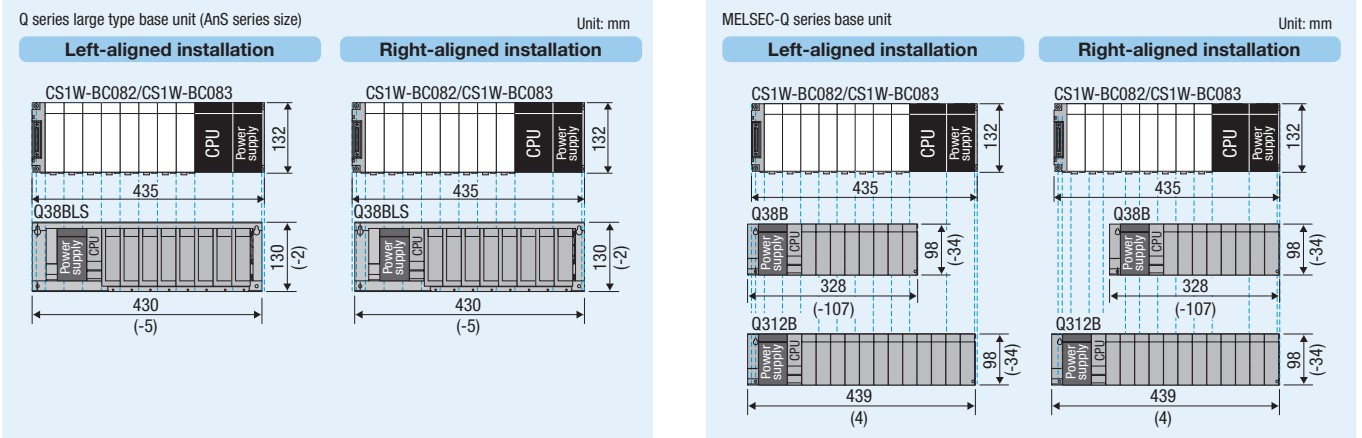 Q series large type base unit (AnS series size)
Unit: mm
Left-aligned installation
Right-aligned installation
CS1W-BC082/CS1W-BC083
CPU
Power supply
132
435
Q38BLS
Power supply
CPU
130
(-2)
430
(-5)
CS1W-BC082/CS1W-BC083
CPU
Power supply
132
435
Q38BLS
Power supply
CPU
130
(-2)
430
(-5)
MELSEC-Q series base unit
Unit: mm
Left-aligned installation
Right-aligned installation
CS1W-BC082/CS1W-BC083
CPU
Power supply
132
435
Q38B
Power supply
CPU
98
(-34)
328
(-107)
Q312B
Power supply
CPU
98
(-34)
439
(4)
CS1W-BC082/CS1W-BC083
CPU
Power supply
132
435
Q38B
Power supply
CPU
98
(-34)
328
(-107)
Q312B
Power supply
CPU
98
(-34)
439
(4)